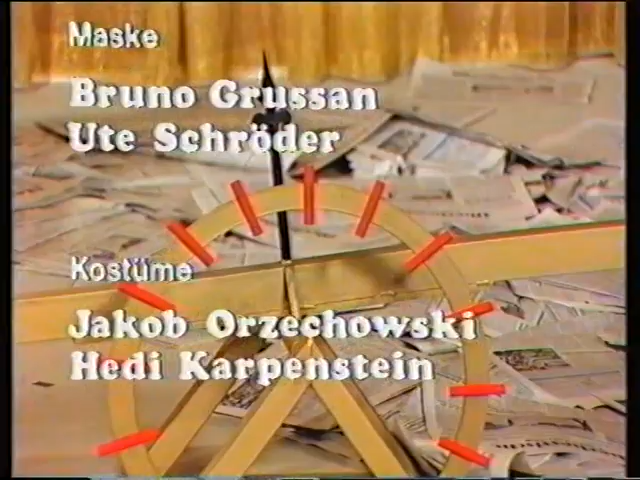 Maske
Bruno Grussan
Ute Schröder
Kostüme
Jakob Orzechowski
Hedi Karpenstein